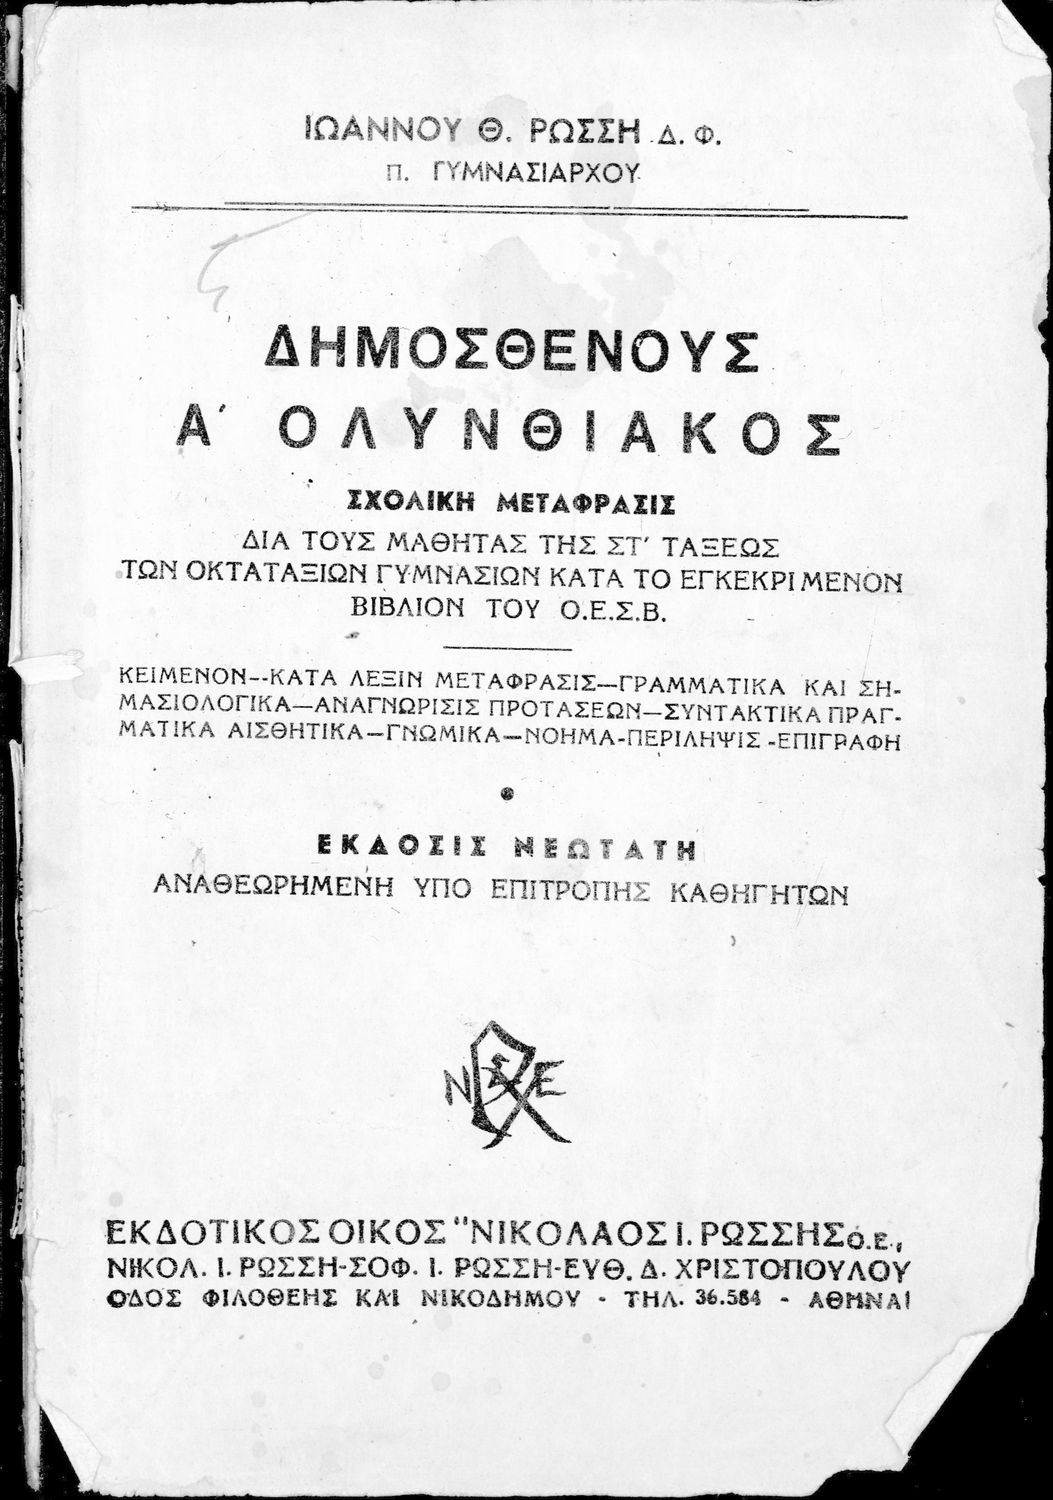 ΙΩΑΝΝΟΥ Θ. ΡΩΣΣΗ Δ. Φ.
Π. ΓΥΜΝΑΣΙΑΡΧΟΥ
ΔΗΜΟΣΘΕΝΟΥΣ
Α΄ ΟΛΥΝΘΙΑΚΟΣ
ΣΧΟΛΙΚΗ ΜΕΤΑΦΡΑΣΙΣ
ΔΙΑ ΤΟΥΣ ΜΑΘΗΤΑΣ ΤΗΣ ΣΤ΄ ΤΑΞΕΩΣ
ΤΩΝ ΟΚΤΑΤΑΞΙΩΝ ΓΥΜΝΑΣΙΩΝ ΚΑΤΑ ΤΟ ΕΓΚΕΚΡΙΜΕΝΟΝ
ΒΙΒΛΙΟΝ ΤΟΥ Ο.Ε.Σ.Β.
ΚΕΙΜΕΝΟΝ--ΚΑΤΑ ΛΕΞΙΝ ΜΕΤΑΦΡΑΣΙΣ—ΓΡΑΜΜΑΤΙΚΑ ΚΑΙ ΣΗ-
ΜΑΣΙΟΛΟΓΙΚΑ—ΑΝΑΓΝΩΡΙΣΙΣ ΠΡΟΤΑΣΕΩΝ—ΣΥΝΤΑΚΤΙΚΑ ΠΡΑΓ-
ΜΑΤΙΚΑ ΑΙΣΘΗΤΙΚΑ—ΓΝΩΜΙΚΑ—ΝΟΗΜΑ-ΠΕΡΙΛΗΨΙΣ -ΕΠΙΓΡΑΦΗ
ΕΚΔΟΣΙΣ ΝΕΩΤΑΤΗ
ΑΝΑΘΕΩΡΗΜΕΝΗ ΥΠΟ ΕΠΙΤΡΟΠΗΣ ΚΑΘΗΓΗΤΩΝ
Ν Σ Ε
ΕΚΔΟΤΙΚΟΣ ΟΙΚΟΣ "ΝΙΚΟΛΑΟΣ Ι. ΡΩΣΣΗΣ Ο.Ε.,
ΝΙΚΟΛ. Ι. ΡΩΣΣΗ-ΣΟΦ. Ι. ΡΩΣΣΗ-ΕΥΘ. Δ. ΧΡΙΣΤΟΠΟΥΛΟΥ
ΟΔΟΣ ΦΙΛΟΘΕΗΣ ΚΑΙ ΝΙΚΟΔΗΜΟΥ - ΤΗΛ. 36.584 - ΑΘΗΝΑΙ